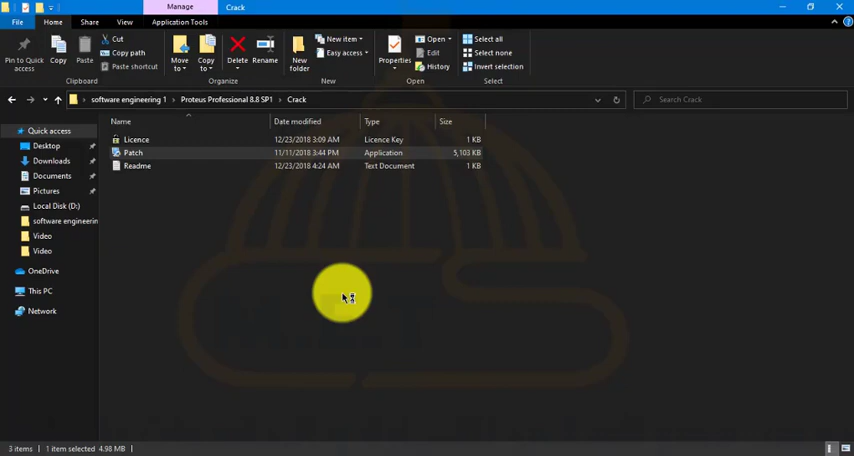 Manage
Crack
File
Home
Share
View
Application Tools
Pin to Quick access
Copy
Paste
Cut
Copy path
Paste shortcut
Clipboard
Move to
Copy to
Delete
Rename
Organize
New folder
New item
Easy access
New
Properties
Open
Edit
History
Open
Select all
Select none
Invert selection
Select
software engineering 1 > Proteus Professional 8.8 SP1 > Crack
Search Crack
Name Date modified Type Size
Licence 12/23/2018 3:09 AM Licence Key 1 KB
Patch 11/11/2018 3:44 PM Application 5,103 KB
Readme 12/23/2018 4:24 AM Text Document 1 KB
Quick access
Desktop
Downloads
Documents
Pictures
Local Disk (D:)
software engineerin
Video
Video
OneDrive
This PC
Network
3 items
1 item selected 4.98 MB